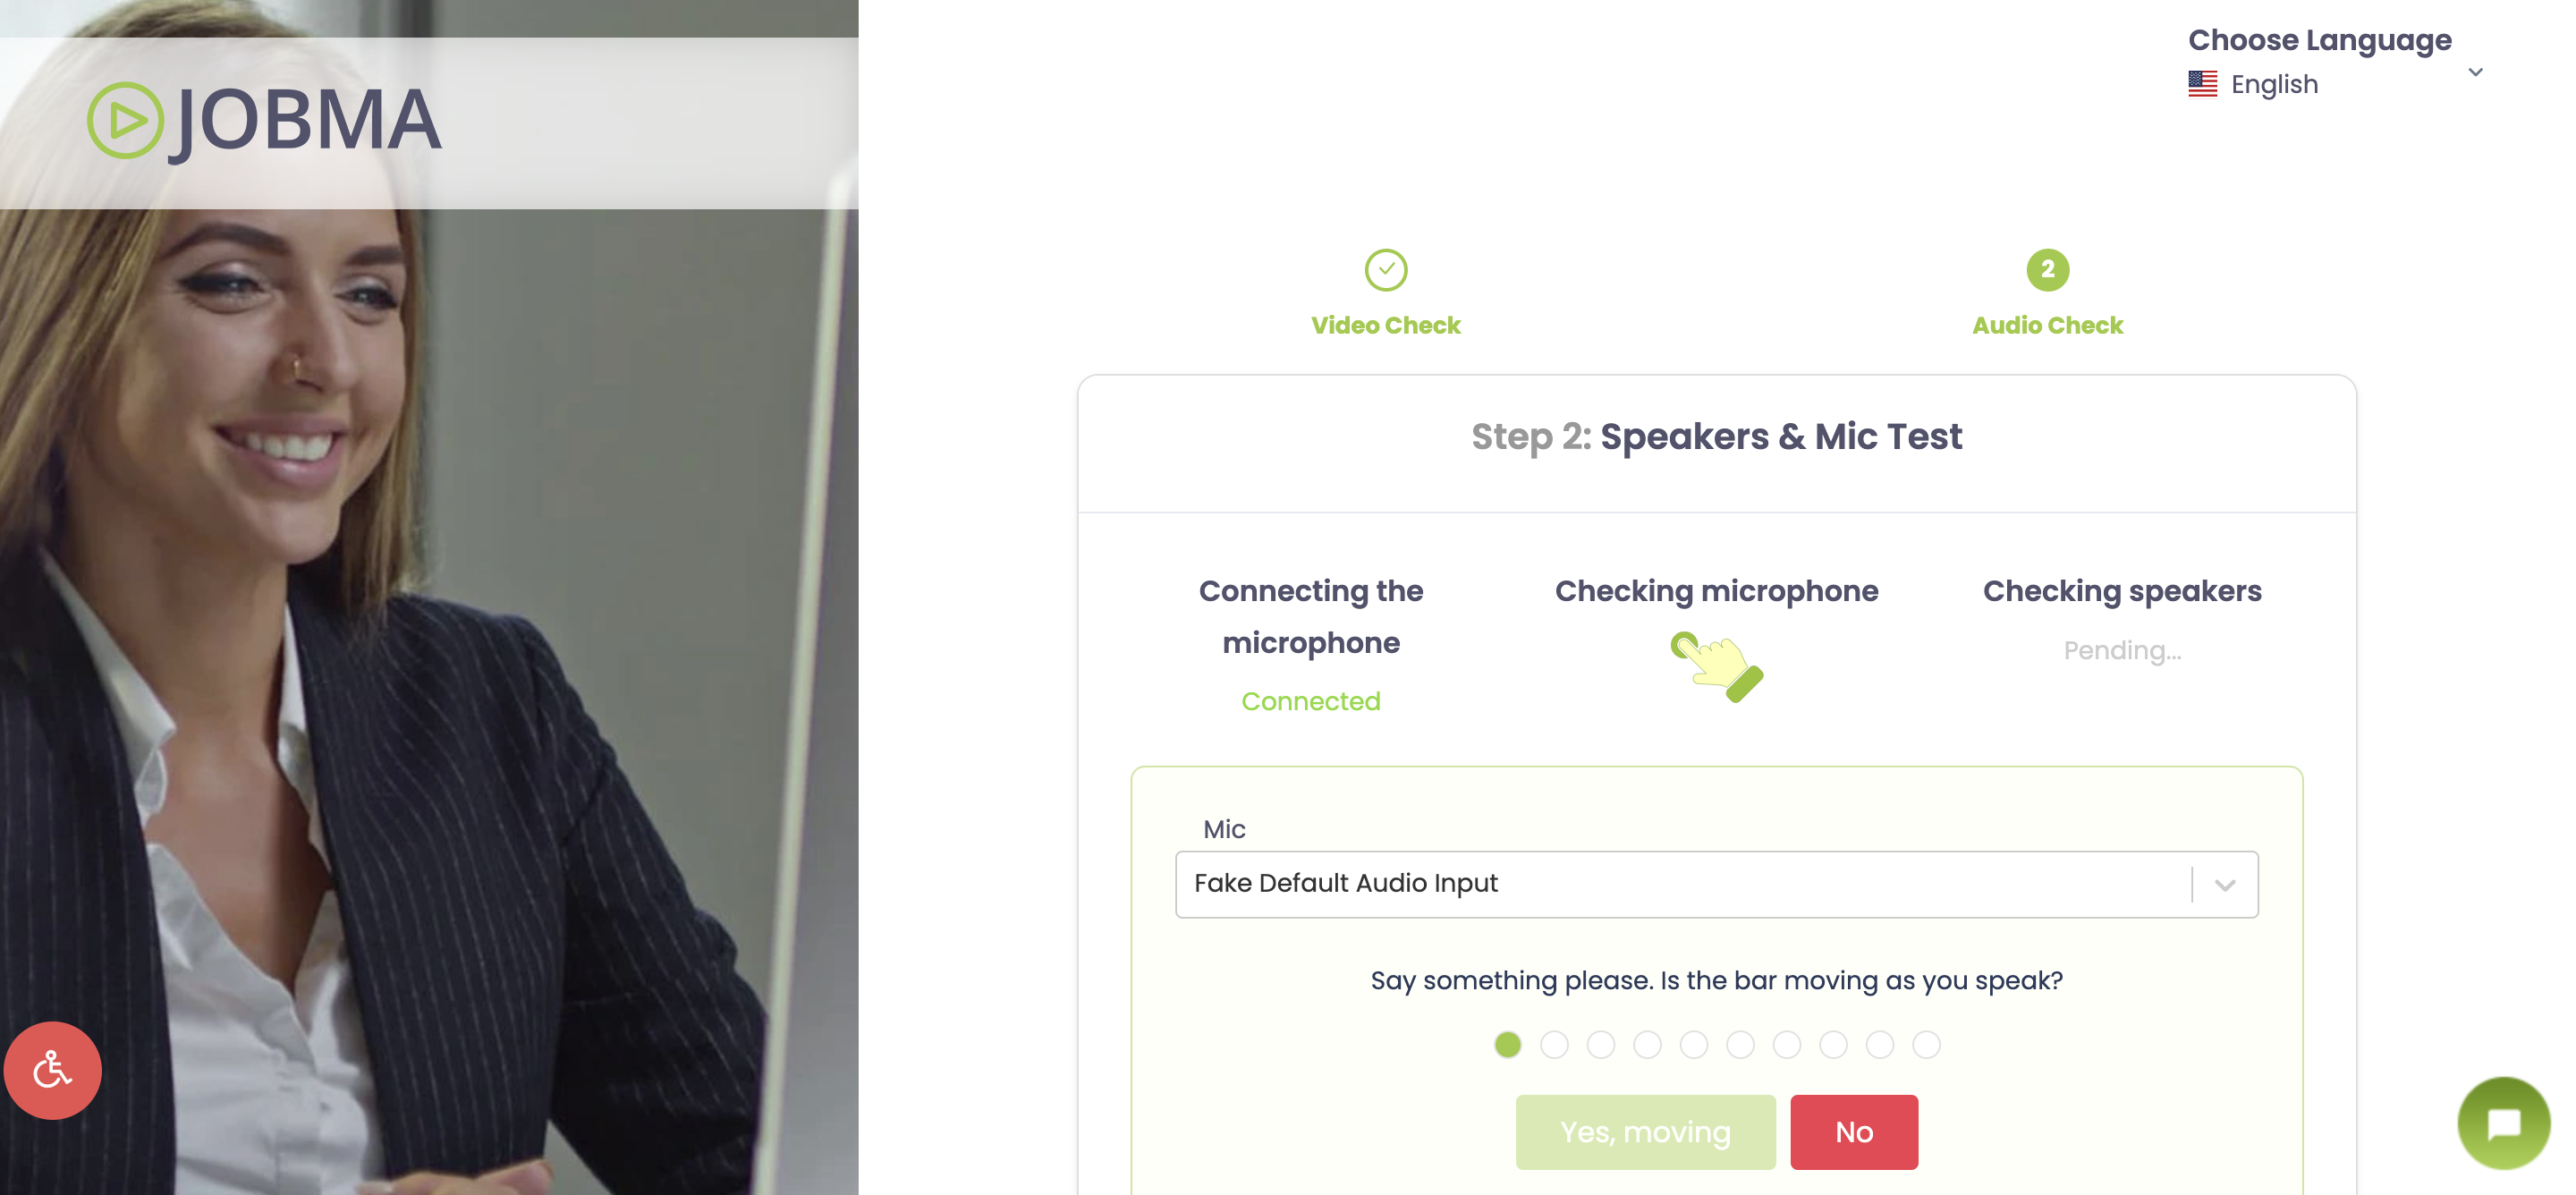 JOBMA
Choose Language
English
2
Video Check
Audio Check
Step 2: Speakers & Mic Test
Connecting the
microphone
Connected
Checking microphone
Checking speakers
Pending...
Mic
Fake Default Audio Input
Say something please. Is the bar moving as you speak?
Yes, moving
No